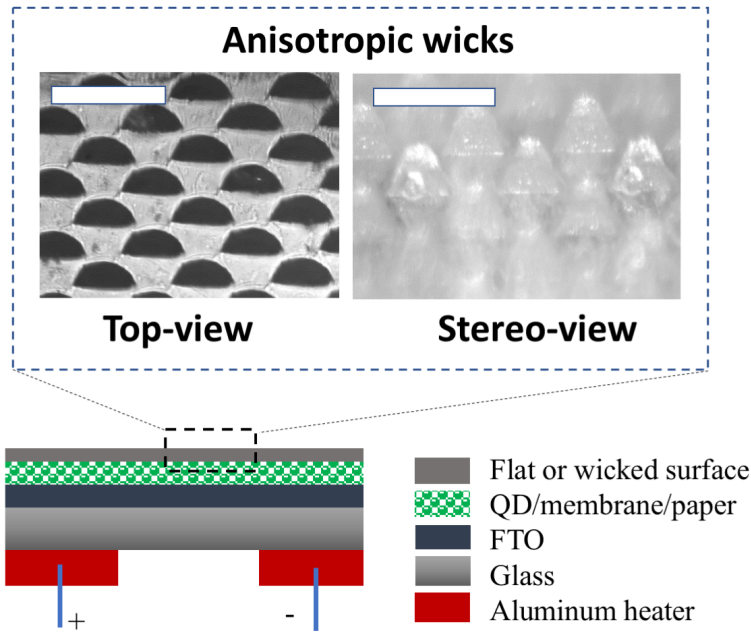 Anisotropic wicks
Top-view
Stereo-view
Flat or wicked surface
QD/membrane/paper
FTO
Glass
Aluminum heater
+
-